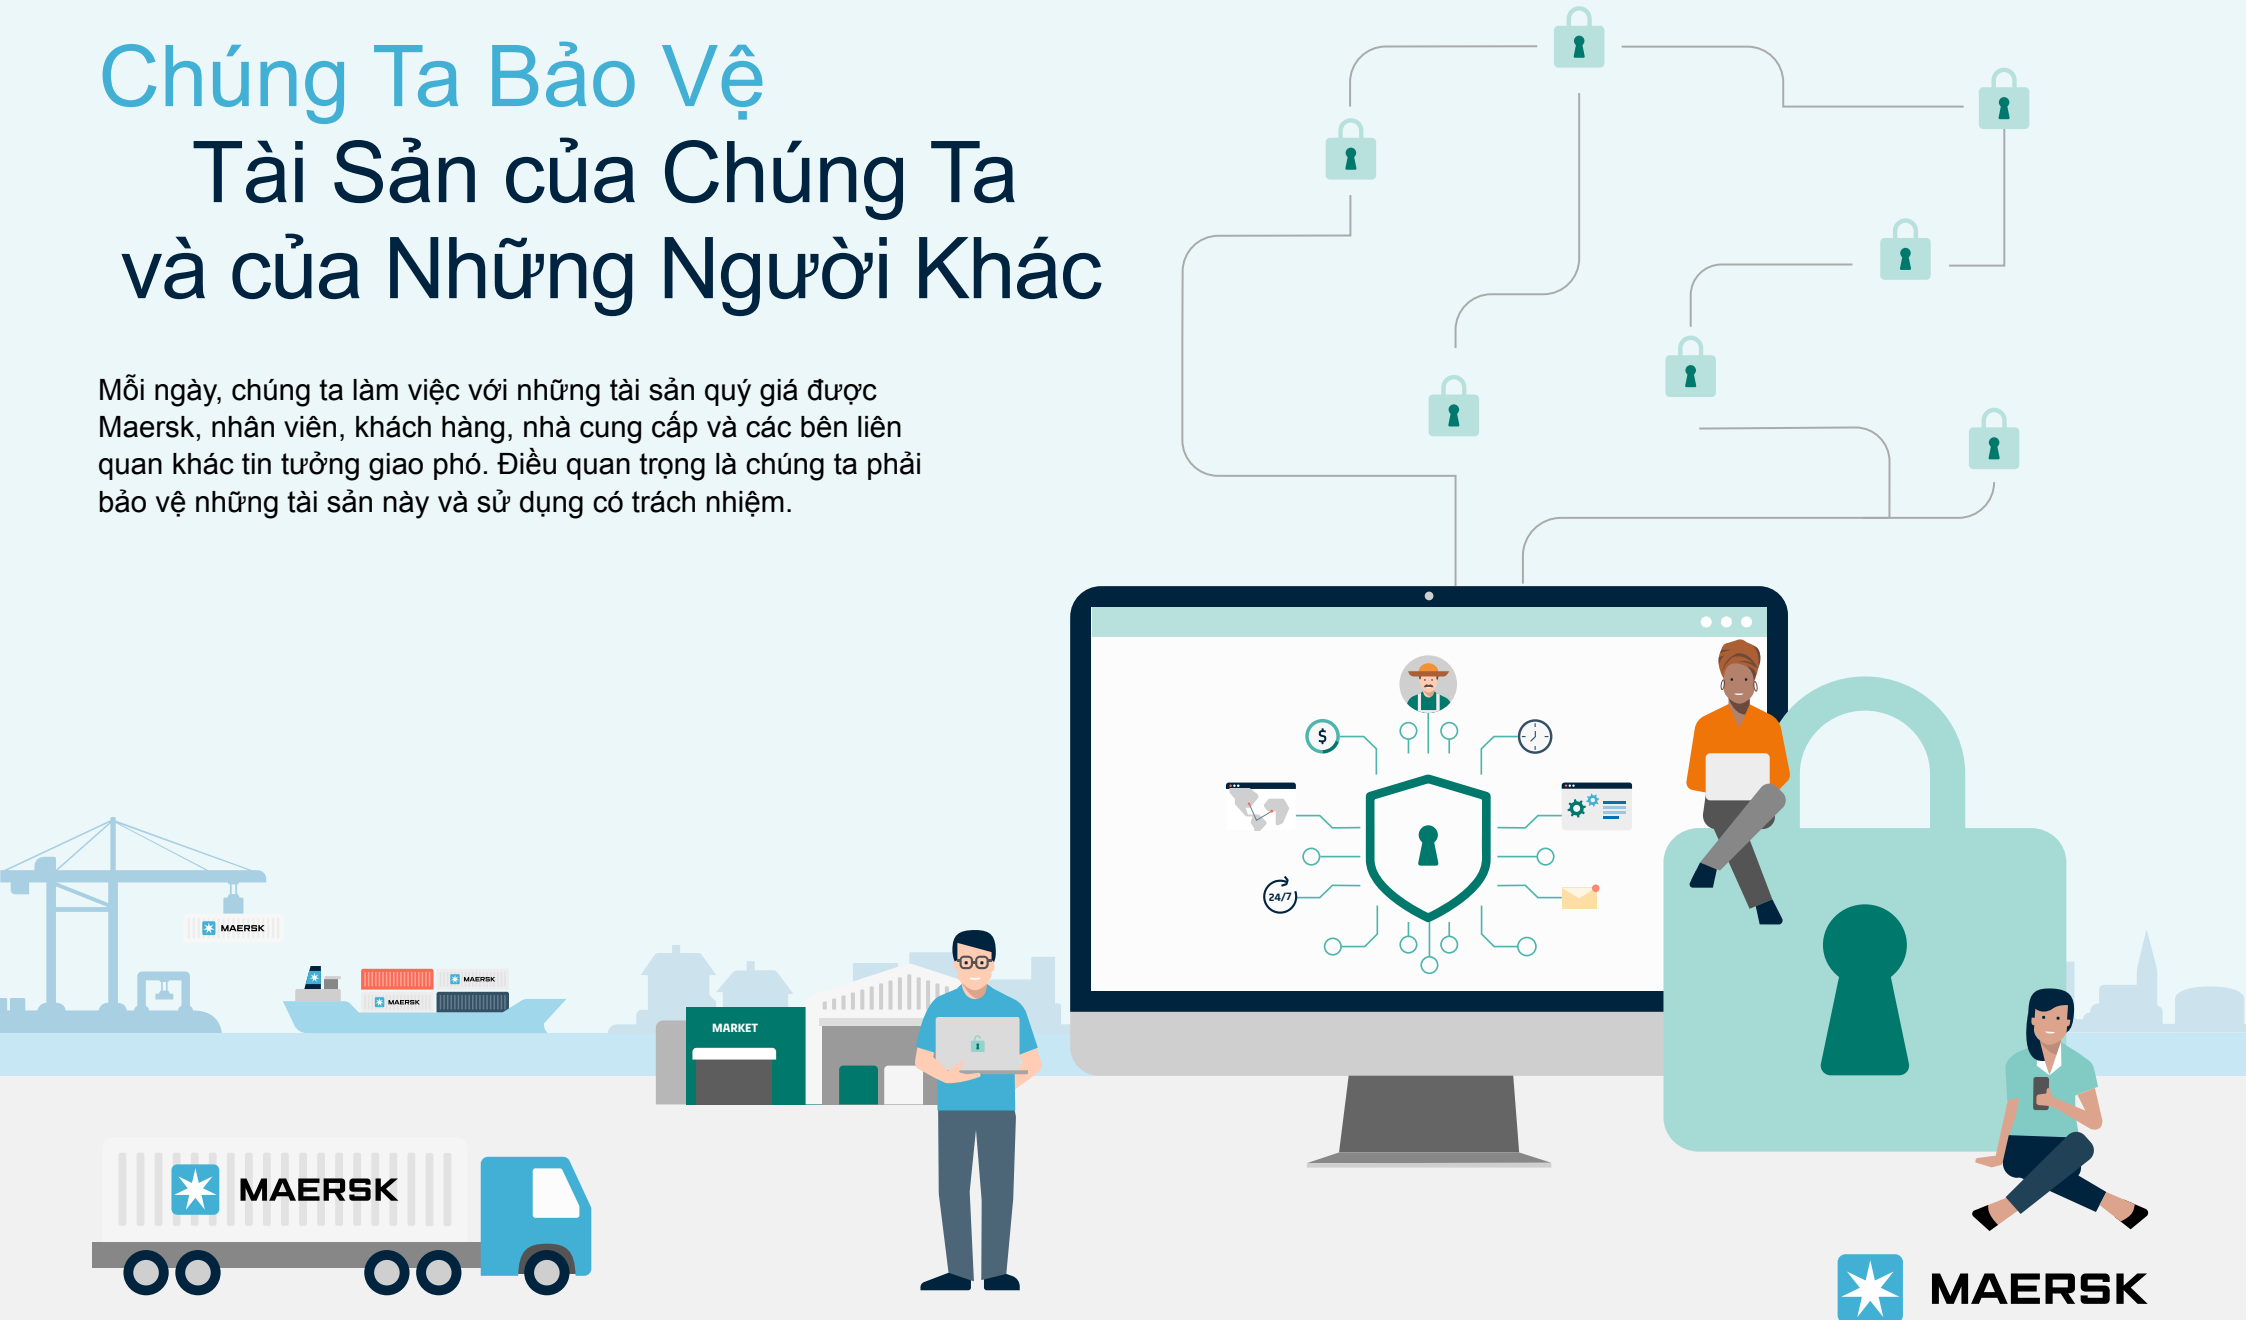 Chúng Ta Bảo Vệ
Tài Sản của Chúng Ta
và của Những Người Khác
Mỗi ngày, chúng ta làm việc với những tài sản quý giá được
Maersk, nhân viên, khách hàng, nhà cung cấp và các bên liên
quan khác tin tưởng giao phó. Điều quan trọng là chúng ta phải
bảo vệ những tài sản này và sử dụng có trách nhiệm.
$
24/7
MAERSK
MAERSK
MAERSK
MARKET
MAERSK
MAERSK